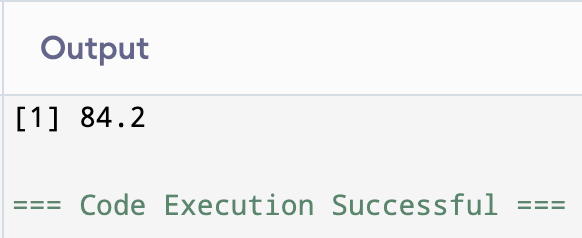 Output
[1] 84.2
=== Code Execution Successful ===